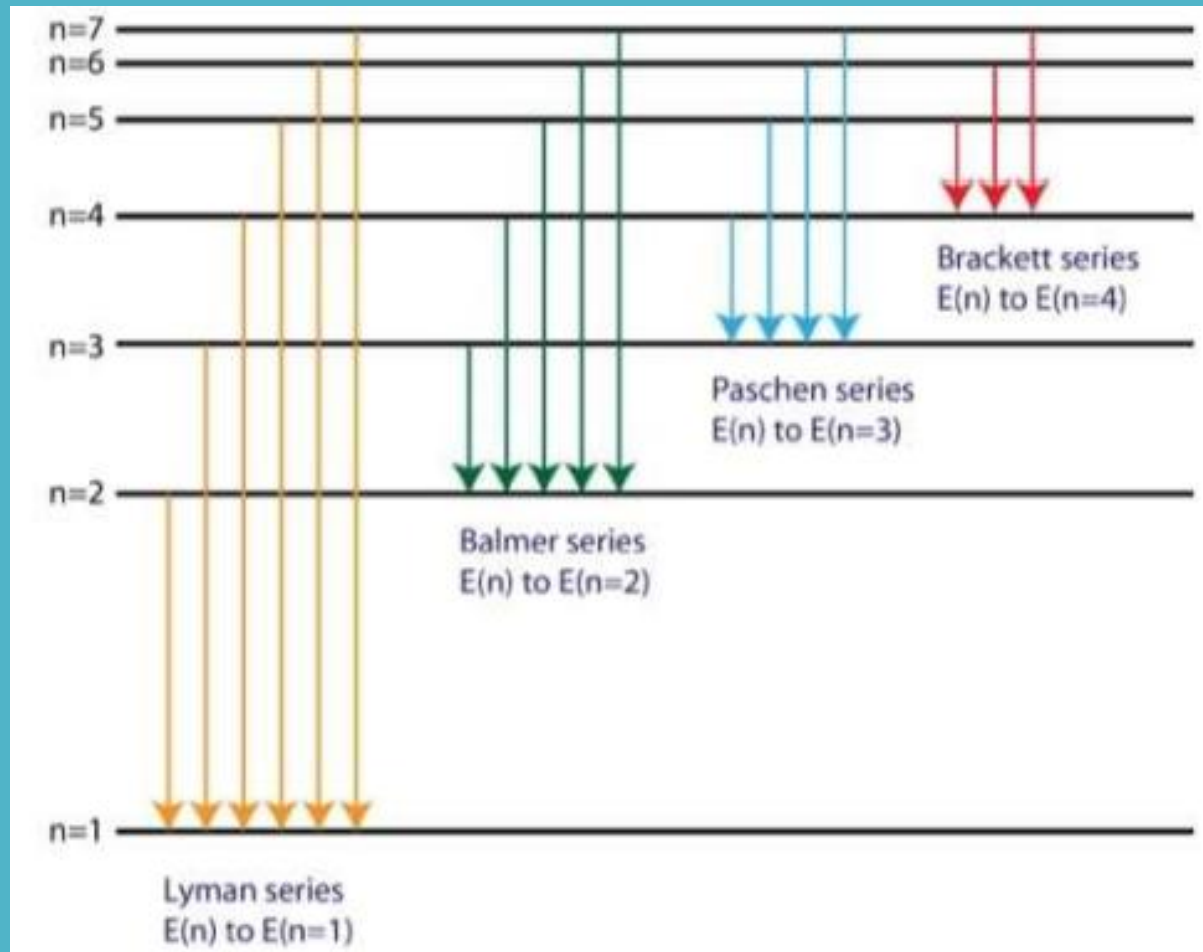 n=7
n=6
n=5
n=4
Brackett series
E(n) to E(n=4)
n=3
Paschen series
E(n) to E(n=3)
n=2
Balmer series
E(n) to E(n=2)
n=1
Lyman series
E(n) to E(n=1)